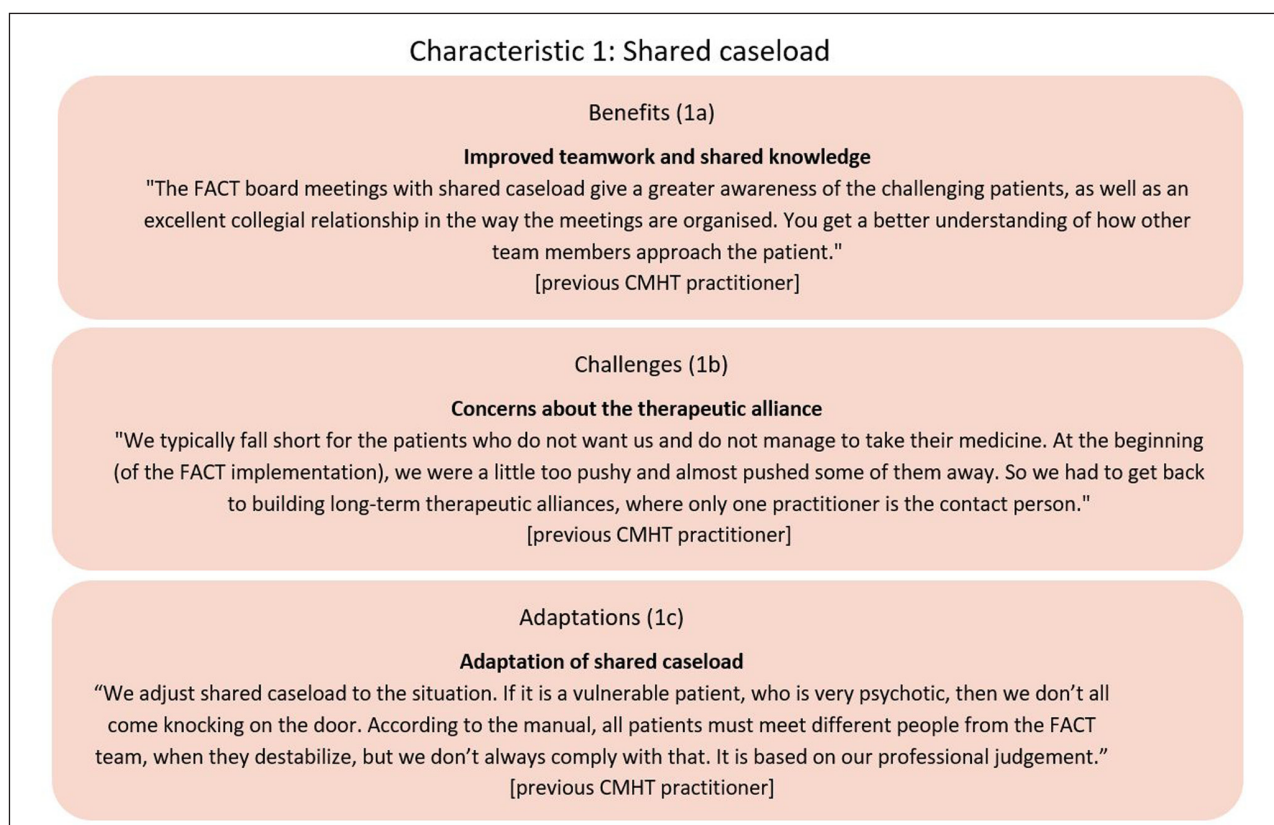 Characteristic 1: Shared caseload
Benefits (1a)
Improved teamwork and shared knowledge
"The FACT board meetings with shared caseload give a greater awareness of the challenging patients, as well as an
excellent collegial relationship in the way the meetings are organised. You get a better understanding of how other
team members approach the patient."
[previous CMHT practitioner]
Challenges (1b)
Concerns about the therapeutic alliance
"We typically fall short for the patients who do not want us and do not manage to take their medicine. At the beginning
(of the FACT implementation), we were a little too pushy and almost pushed some of them away. So we had to get back
to building long-term therapeutic alliances, where only one practitioner is the contact person."
[previous CMHT practitioner]
Adaptations (1c)
Adaptation of shared caseload
“We adjust shared caseload to the situation. If it is a vulnerable patient, who is very psychotic, then we don’t all
come knocking on the door. According to the manual, all patients must meet different people from the FACT
team, when they destabilize, but we don’t always comply with that. It is based on our professional judgement.”
[previous CMHT practitioner]